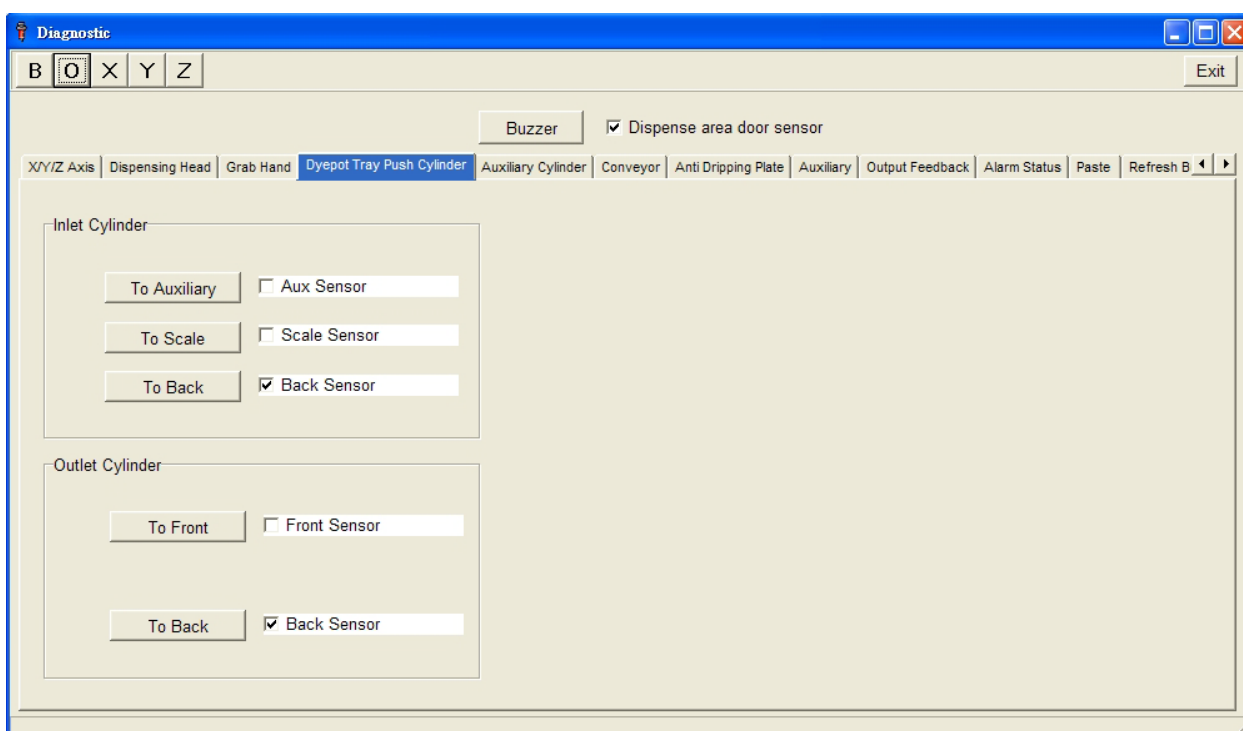 Diagnostic
B O X Y Z Exit
Buzzer Dispense area door sensor
X/Y/Z Axis Dispensing Head Grab Hand Dyepot Tray Push Cylinder Auxiliary Cylinder Conveyor Anti Dripping Plate Auxiliary Output Feedback Alarm Status Paste Refresh B
Inlet Cylinder
To Auxiliary Aux Sensor
To Scale Scale Sensor
To Back Back Sensor
Outlet Cylinder
To Front Front Sensor
To Back Back Sensor